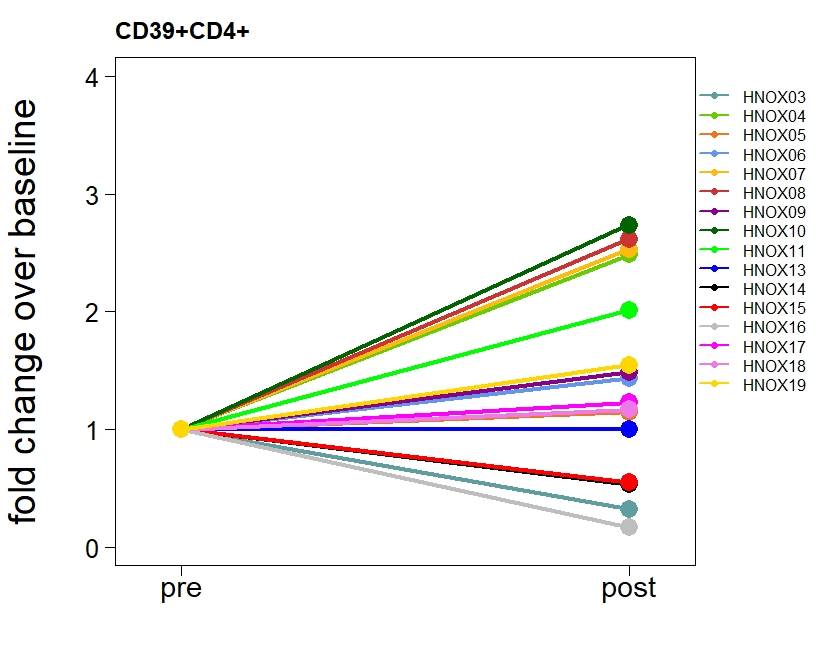 CD39+CD4+
fold change over baseline
4
3
2
1
0
pre
post
HNOX03
HNOX04
HNOX05
HNOX06
HNOX07
HNOX08
HNOX09
HNOX10
HNOX11
HNOX13
HNOX14
HNOX15
HNOX16
HNOX17
HNOX18
HNOX19